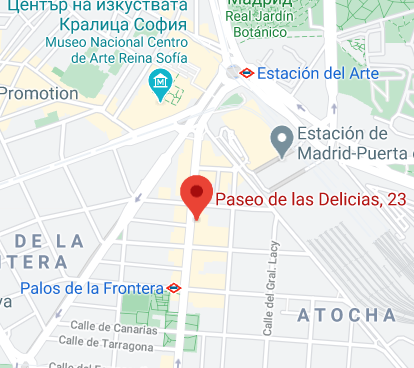 Център на изкуствата
Кралица София
Museo Nacional Centro
de Arte Reina Sofía
Мадрид
Real Jardín
Botánico
Estación del Arte
Promotion
Estación de
Madrid-Puerta
Paseo de las Delicias, 23
DE LA
NTERA
Palos de la Frontera
Calle del Gral. Lacy
ATOCHA
Calle de Canarias
Calle de Tarragona